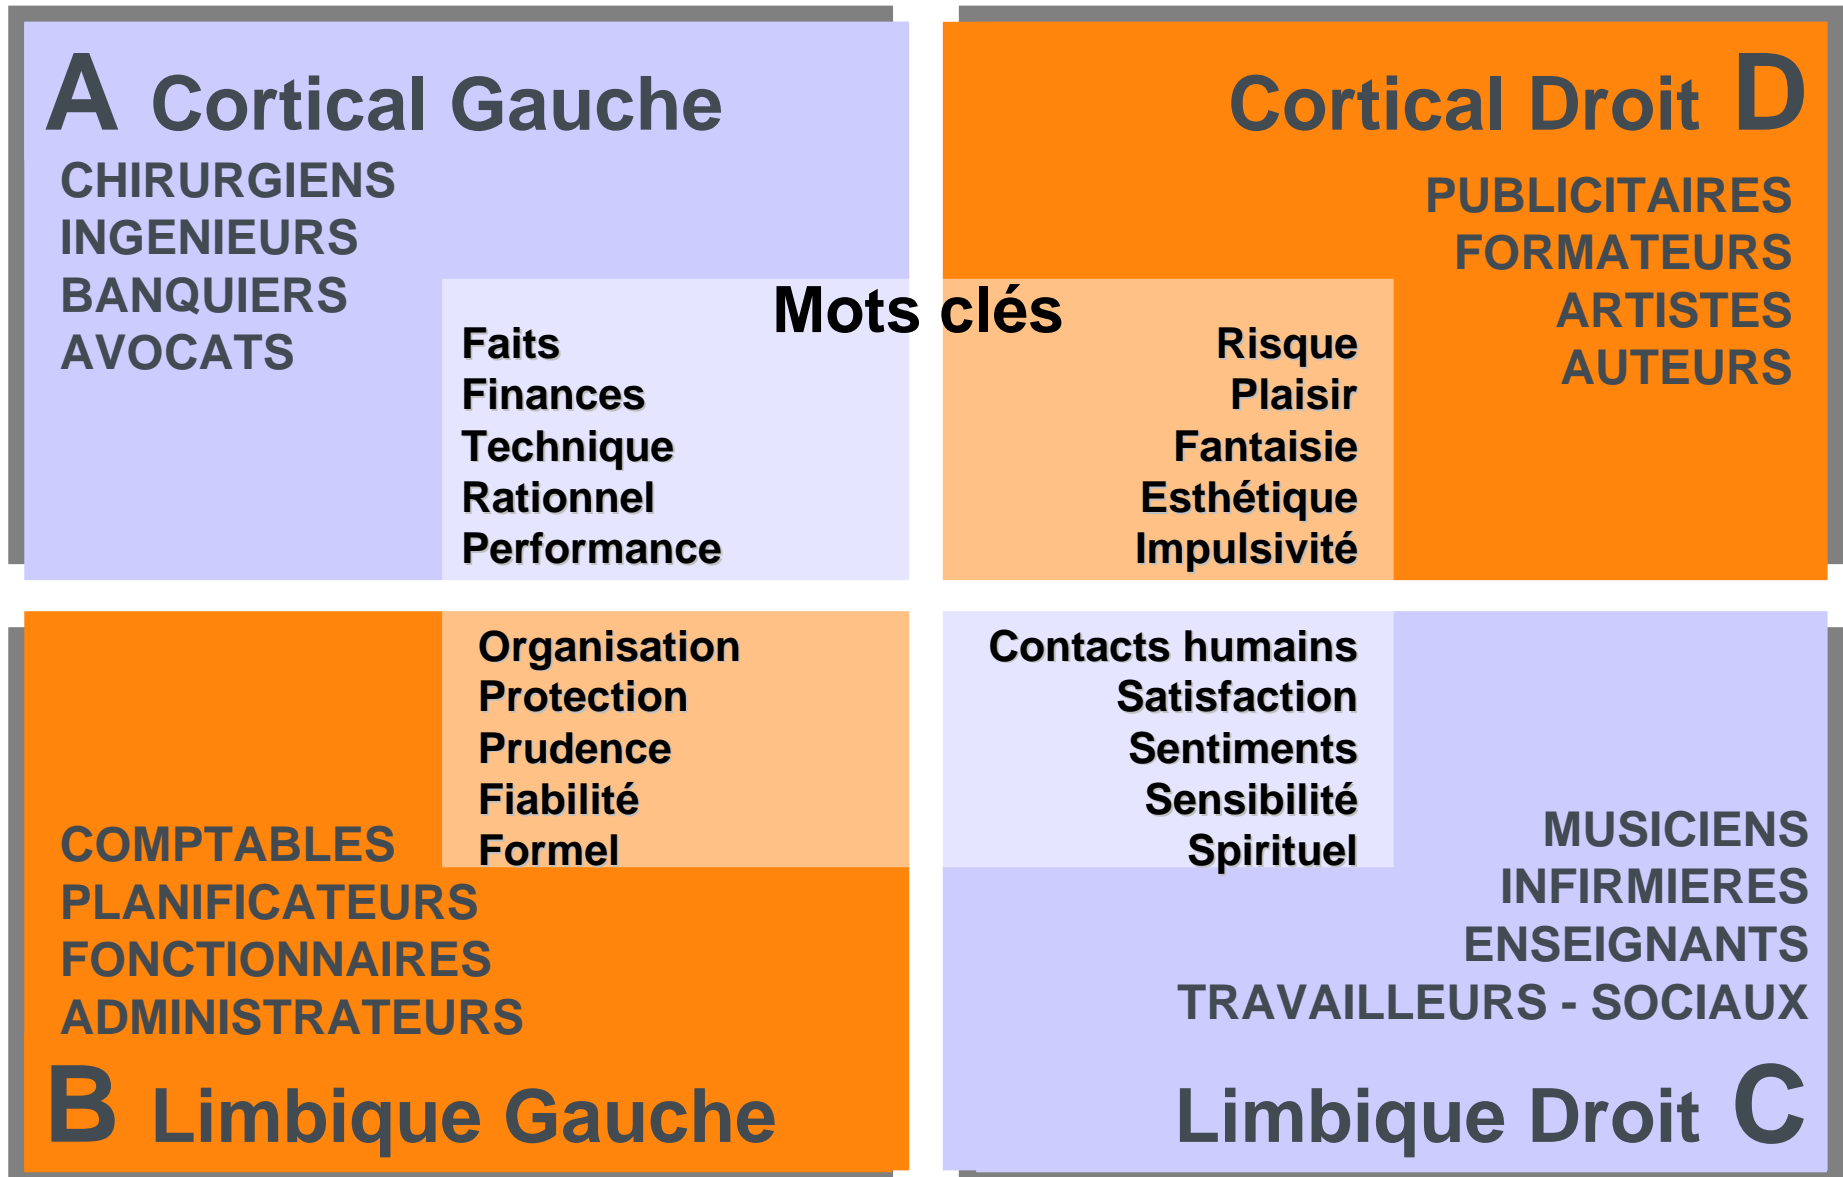 A Cortical Gauche
CHIRURGIENS
INGENIEURS
BANQUIERS
AVOCATS
Cortical Droit D
PUBLICITAIRES
FORMATEURS
ARTISTES
AUTEURS
Mots clés
Faits
Finances
Technique
Rationnel
Performance
Risque
Plaisir
Fantaisie
Esthétique
Impulsivité
Organisation
Protection
Prudence
Fiabilité
Formel
COMPTABLES
PLANIFICATEURS
FONCTIONNAIRES
ADMINISTRATEURS
B Limbique Gauche
Contacts humains
Satisfaction
Sentiments
Sensibilité
Spirituel
MUSICIENS
INFIRMIERES
ENSEIGNANTS
TRAVAILLEURS - SOCIAUX
Limbique Droit C